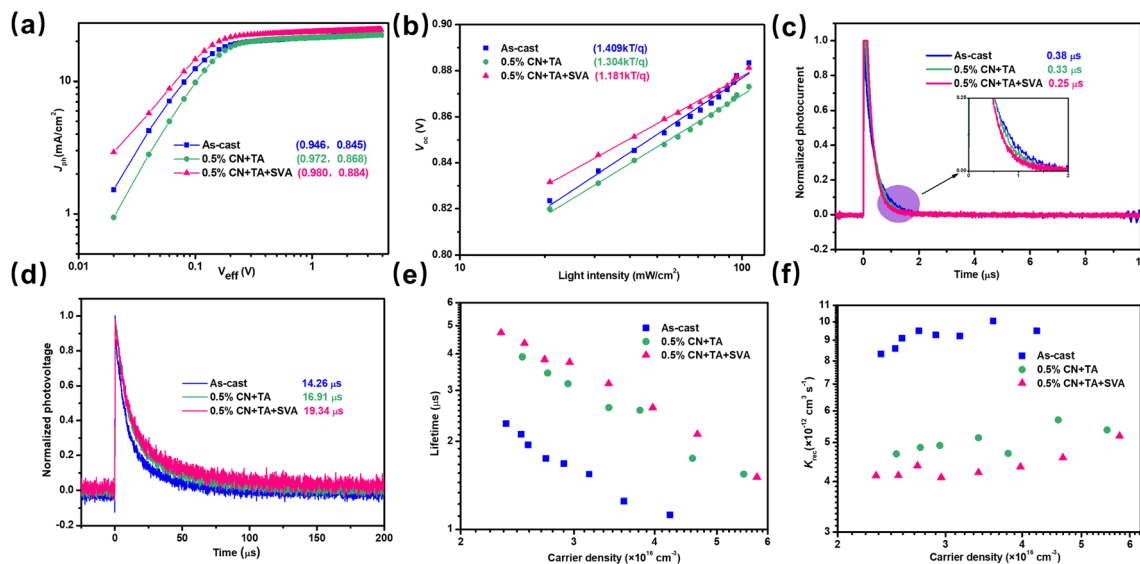 (a)
J_ph(mA/cm²)
10
1
As-cast (0.946，0.845)
0.5% CN+TA (0.972，0.868)
0.5% CN+TA+SVA (0.980，0.884)
0.01 0.1 1
V_eff (V)
(b)
V_oc (V)
0.90
0.88
0.86
0.84
0.82
0.80
As-cast (1.409kT/q)
0.5% CN+TA (1.304kT/q)
0.5% CN+TA+SVA (1.181kT/q)
10 100
Light intensity (mW/cm²)
(c)
Normalized photocurrent
1.0
0.8
0.6
0.4
0.2
0.0
-0.2
As-cast 0.38 μs
0.5% CN+TA 0.33 μs
0.5% CN+TA+SVA 0.25 μs
0.00
0 1 2
0 2 4 6 8
Time (μs)
(d)
Normalized photovoltage
1.0
0.8
0.6
0.4
0.2
0.0
-0.2
As-cast 14.26 μs
0.5% CN+TA 16.91 μs
0.5% CN+TA+SVA 19.34 μs
0 50 100 150 200
Time (μs)
(e)
Lifetime (μs)
6
5
4
3
2
1
As-cast
0.5% CN+TA
0.5% CN+TA+SVA
2 3 4 5 6
Carrier density (×10¹⁶ cm⁻³)
(f)
K_rec (×10⁻¹² cm³ s⁻¹)
12
10
8
6
5
4
3
As-cast
0.5% CN+TA
0.5% CN+TA+SVA
2 3 4 5 6
Carrier density (×10¹⁶ cm⁻³)